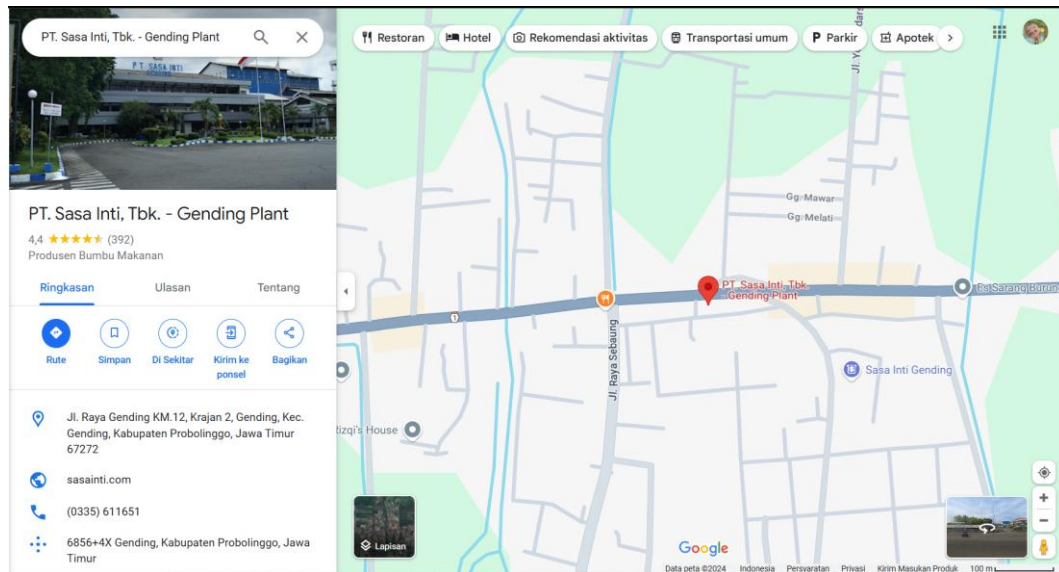 PT. Sasa Inti, Tbk. - Gending Plant
Restoran
Hotel
Rekomendasi aktivitas
Transportasi umum
P Parkir
Apotek
PT. SASA INTI
GENDING
PT. Sasa Inti, Tbk. - Gending Plant
4,4 (392)
Produsen Bumbu Makanan
Ringkasan
Ulasan
Tentang
Rute
Simpan
Di Sekitar
Kirim ke
ponsel
Bagikan
Jl. Raya Gending KM.12, Krajan 2, Gending, Kec.
Gending, Kabupaten Probolinggo, Jawa Timur
67272
sasainti.com
(0335) 611651
6856+4X Gending, Kabupaten Probolinggo, Jawa
Timur
Gg. Mawar
Gg. Melati
PT. Sasa Inti, Tbk.
- Gending Plant
Es Sarang Burun
1
Jl. Raya Sebaung
Sasa Inti Gending
Rizqi's House
Lapisan
Google
Data peta ©2024 Indonesia Persyaratan Privasi Kirim Masukan Produk 100 m